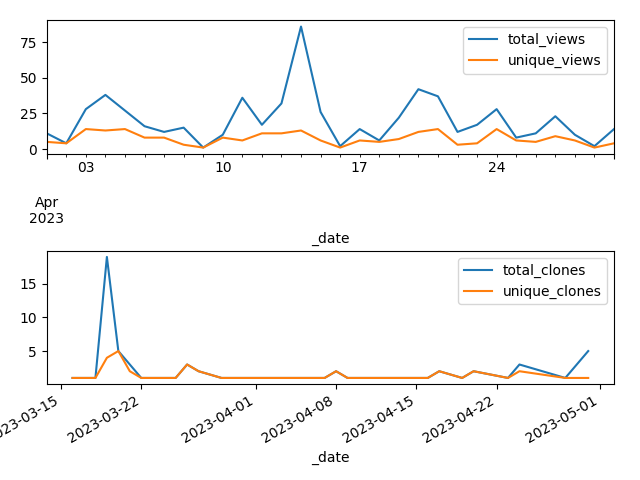 75
50
25
0
total_views
unique_views
03
10
17
24
Apr
2023
_date
15
10
5
total_clones
unique_clones
2023-03-15
2023-03-22
2023-04-01
2023-04-08
2023-04-15
2023-04-22
2023-05-01
_date